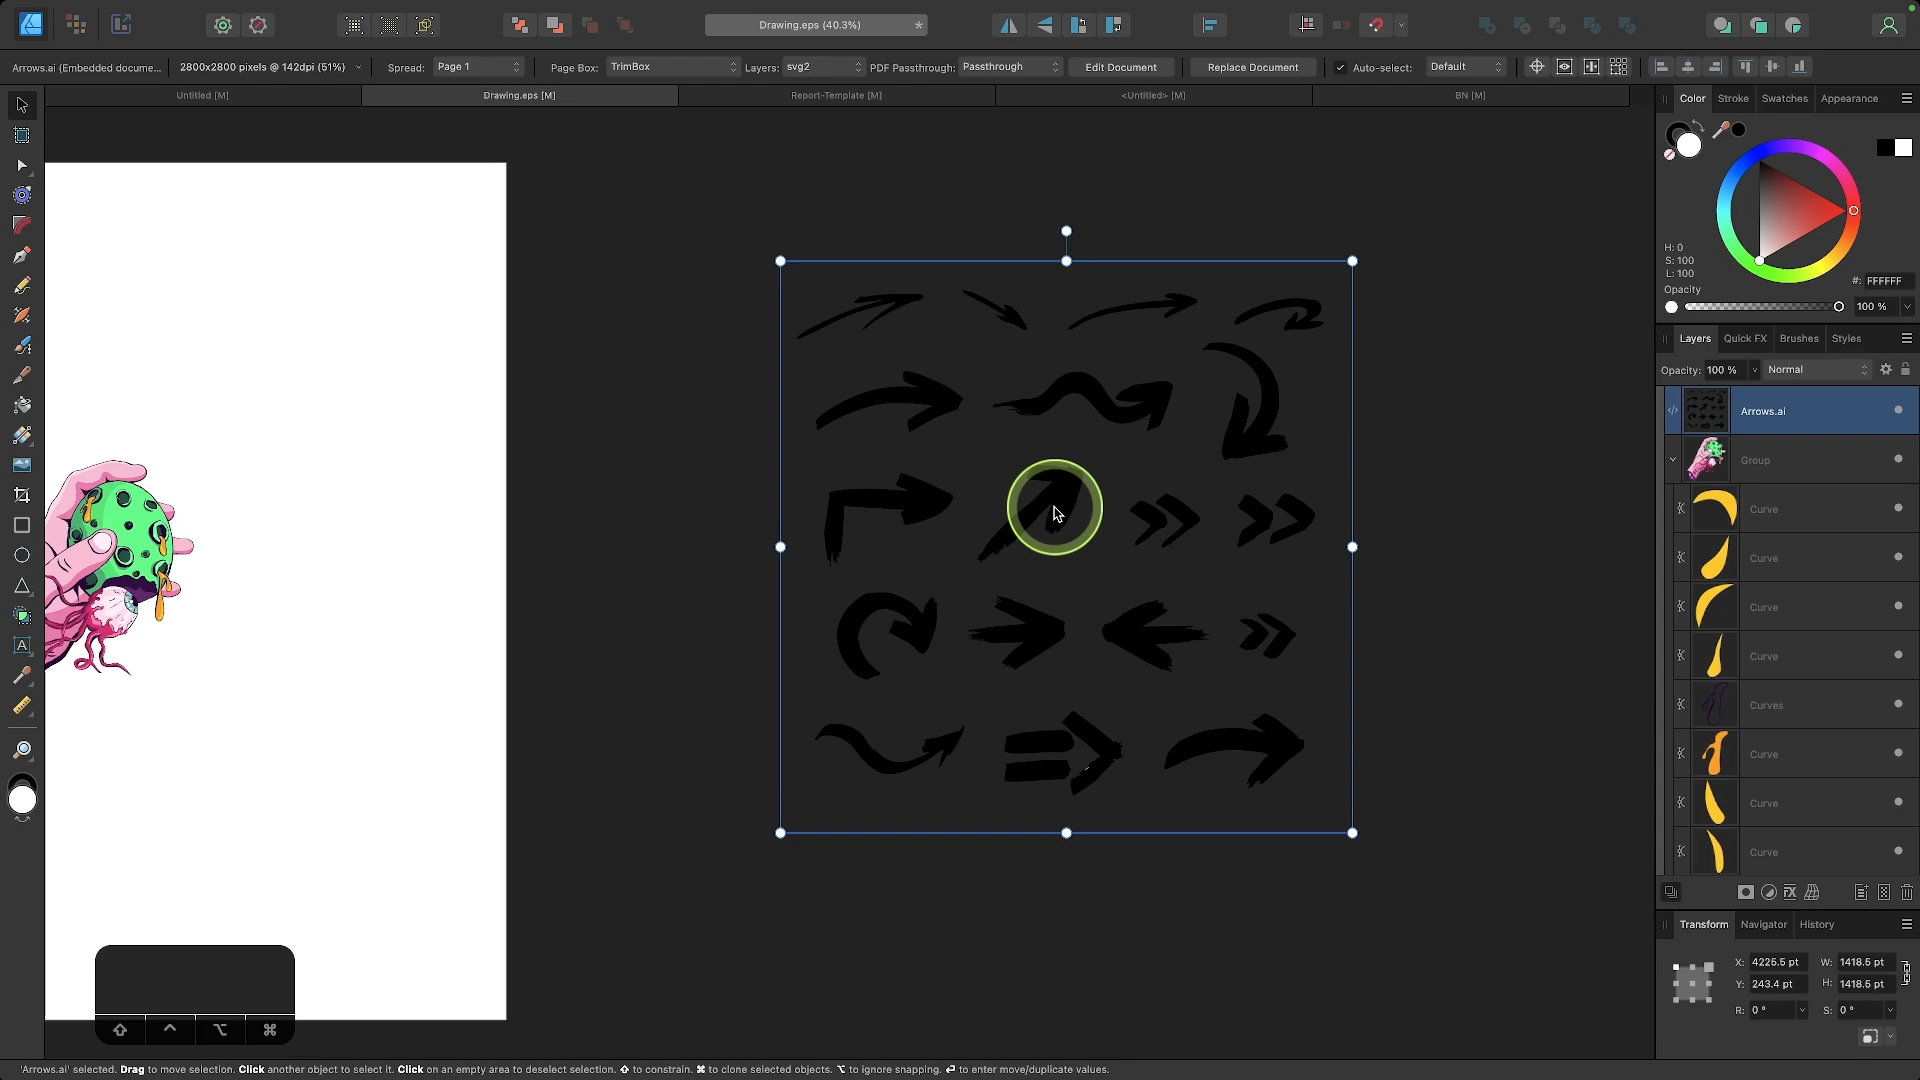 Drawing.eps (40.3%) *
Arrows.ai (Embedded docume... 2800x2800 pixels @ 142dpi (51%) Spread: Page 1 Page Box: TrimBox Layers: svg2 PDF Passthrough: Passthrough Edit Document Replace Document Auto-select: Default
Untitled [M] Drawing.eps [M] Report-Template [M] <Untitled> [M] BN [M]
Color Stroke Swatches Appearance
H: 0
S: 100
L: 100
#: FFFFFF
Opacity
100 %
Layers Quick FX Brushes Styles
Opacity: 100 % Normal
Arrows.ai
Group
Curve
Curve
Curve
Curve
Curves
Curve
Curve
Curve
Transform Navigator History
X: 4225.5 pt W: 1418.5 pt
Y: 243.4 pt H: 1418.5 pt
R: 0 ° S: 0 °
'Arrows.ai' selected. Drag to move selection. Click another object to select it. Click on an empty area to deselect selection. ⇧ to constrain. ⌘ to clone selected objects. ⌥ to ignore snapping. ↵ to enter move/duplicate values.